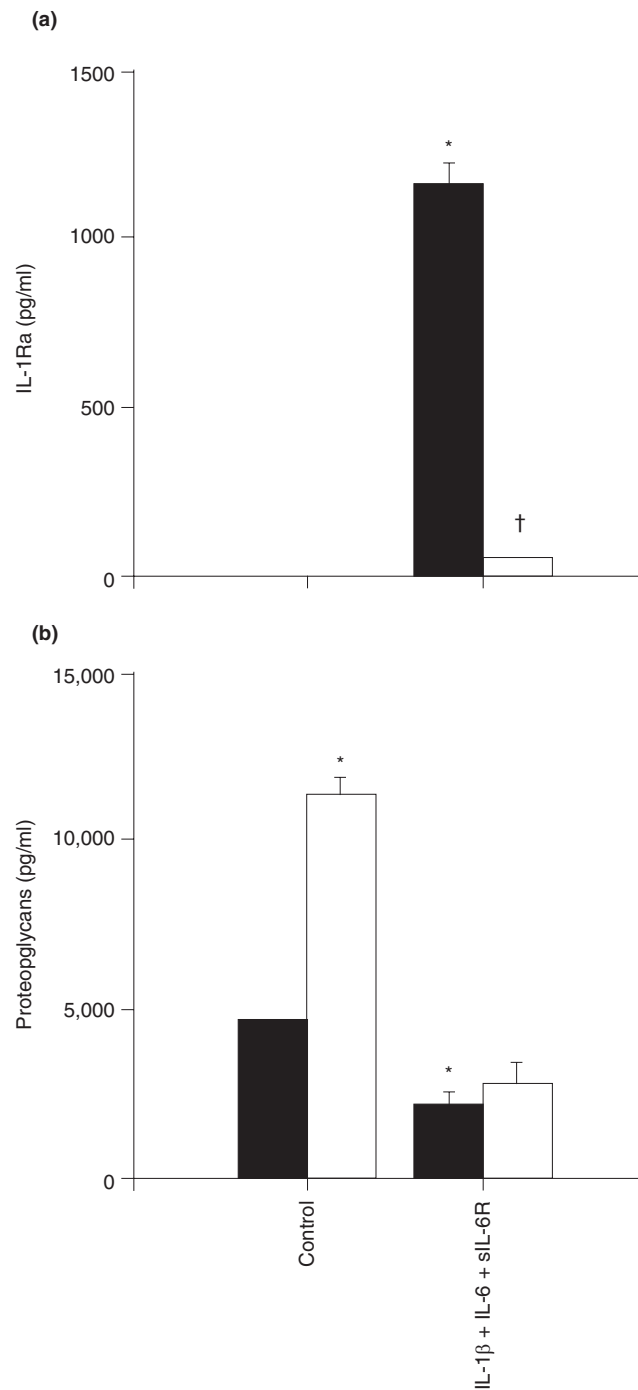 (a)
1500
*
1000
IL-1Ra (pg/ml)
500
†
0
(b)
15,000
*
10,000
Proteopglycans (pg/ml)
5,000
*
0
Control
IL-1β + IL-6 + sIL-6R